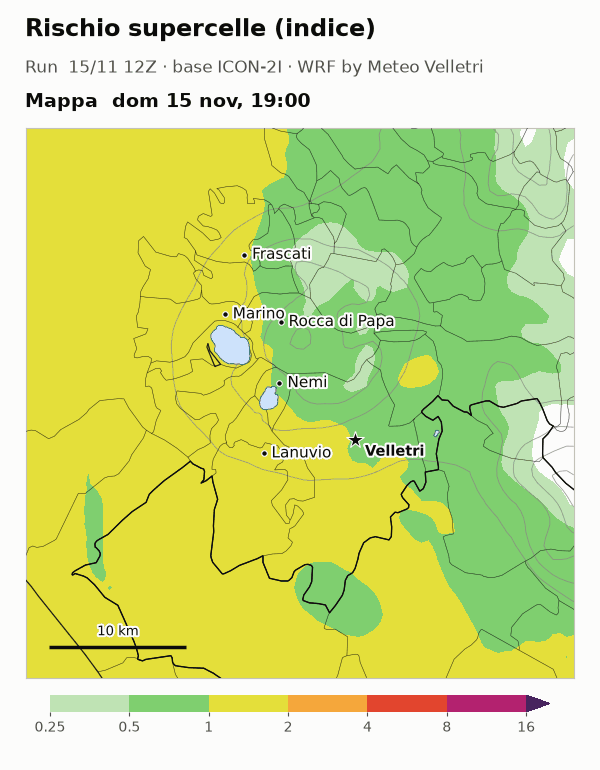 Rischio supercelle (indice)
Run  15/11 12Z · base ICON-2I · WRF by Meteo Velletri
Mappa  dom 15 nov, 19:00
Frascati
Marino
Rocca di Papa
Nemi
Velletri
Lanuvio
10 km
0.25 0.5 1 2 4 8 16